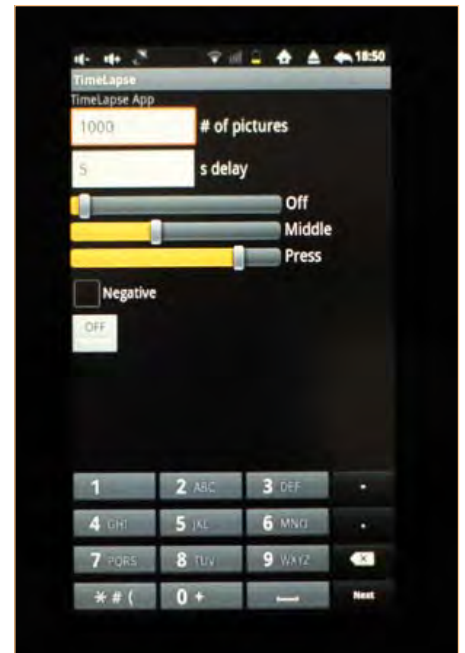 18:50
TimeLapse
TimeLapse App
1000 # of pictures
5 s delay
Off
Middle
Press
Negative
OFF
1 2 ABC 3 DEF -
4 GHI 5 JKL 6 MNO .
7 PQRS 8 TUV 9 WXYZ
* # ( 0 + Next